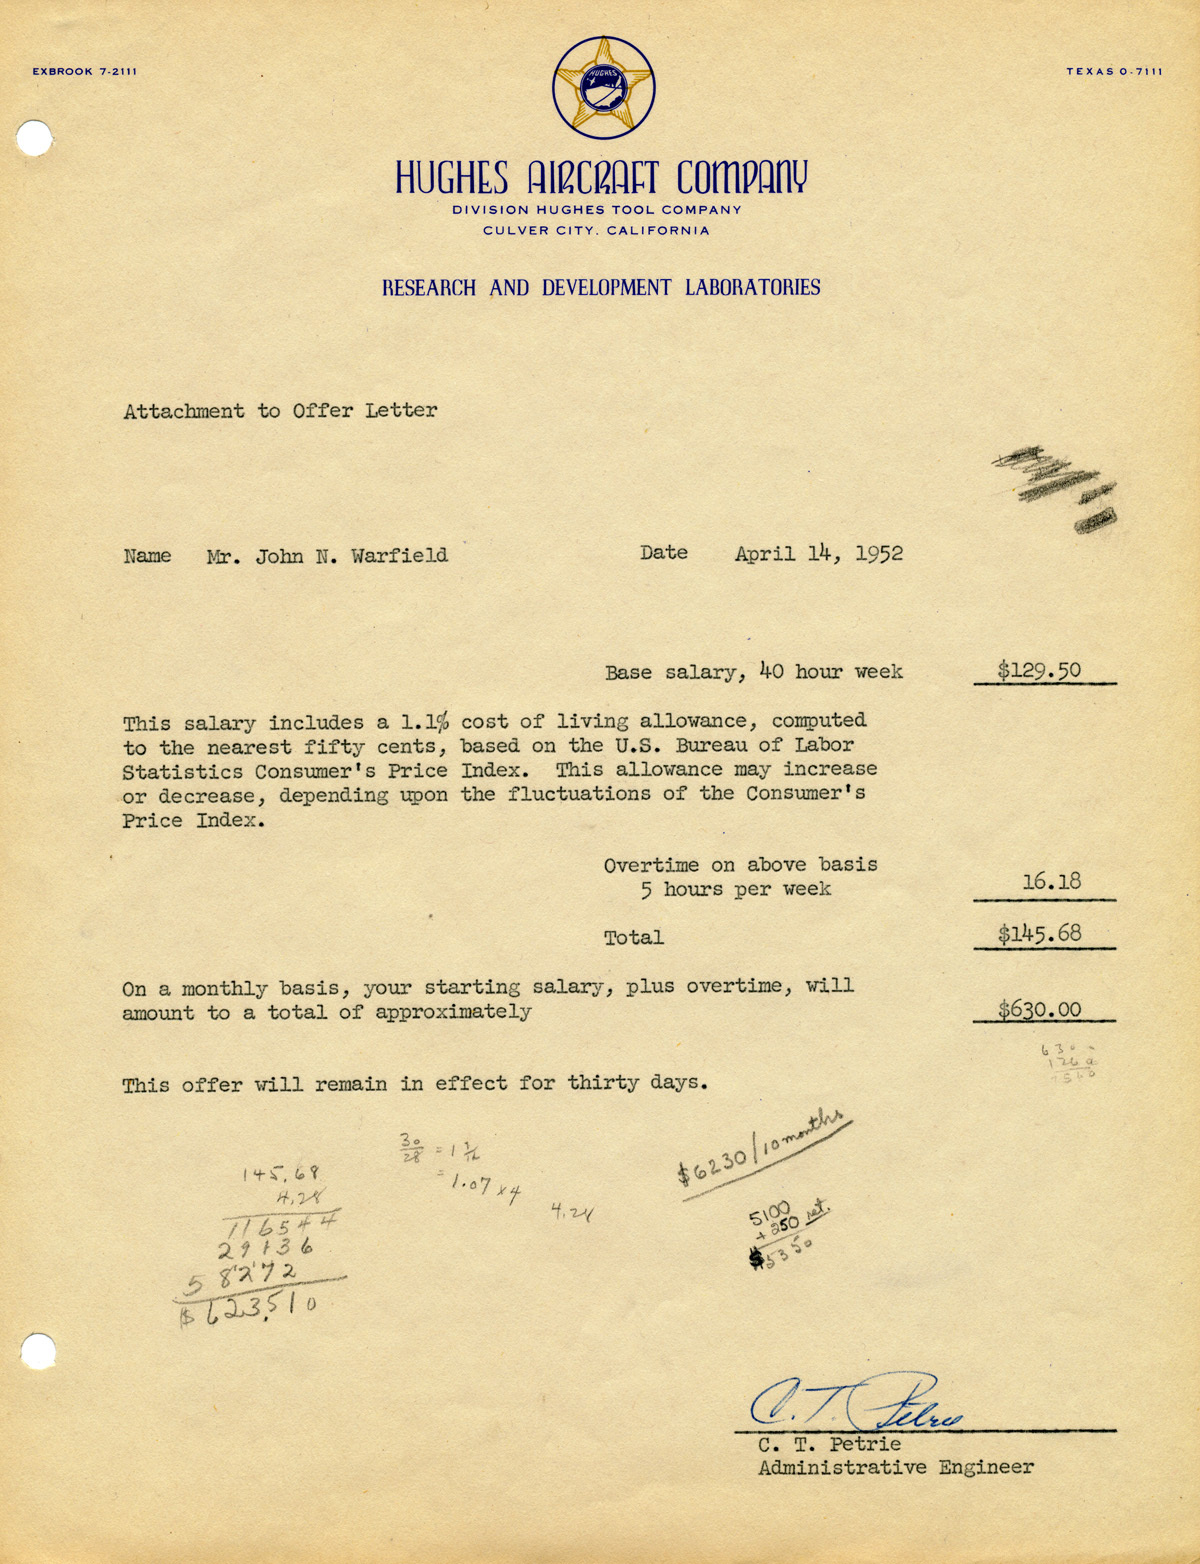 EXBROOK 7-2111
TEXAS 0-7111
HUGHES
HUGHES AIRCRAFT COMPANY
DIVISION HUGHES TOOL COMPANY
CULVER CITY, CALIFORNIA
RESEARCH AND DEVELOPMENT LABORATORIES
Attachment to Offer Letter
Name Mr. John N. Warfield Date April 14, 1952
Base salary, 40 hour week $129.50
This salary includes a 1.1% cost of living allowance, computed
to the nearest fifty cents, based on the U.S. Bureau of Labor
Statistics Consumer's Price Index. This allowance may increase
or decrease, depending upon the fluctuations of the Consumer's
Price Index.
Overtime on above basis
5 hours per week 16.18
Total $145.68
On a monthly basis, your starting salary, plus overtime, will
amount to a total of approximately $630.00
This offer will remain in effect for thirty days.
30/28 = 1
= 1.07 x 4
4.28
145.68
4.28
116544
29136
58272
$623.510
$6230/10 months
5100
+ 250 ret.
$5350
C. T. Petrie
C. T. Petrie
Administrative Engineer